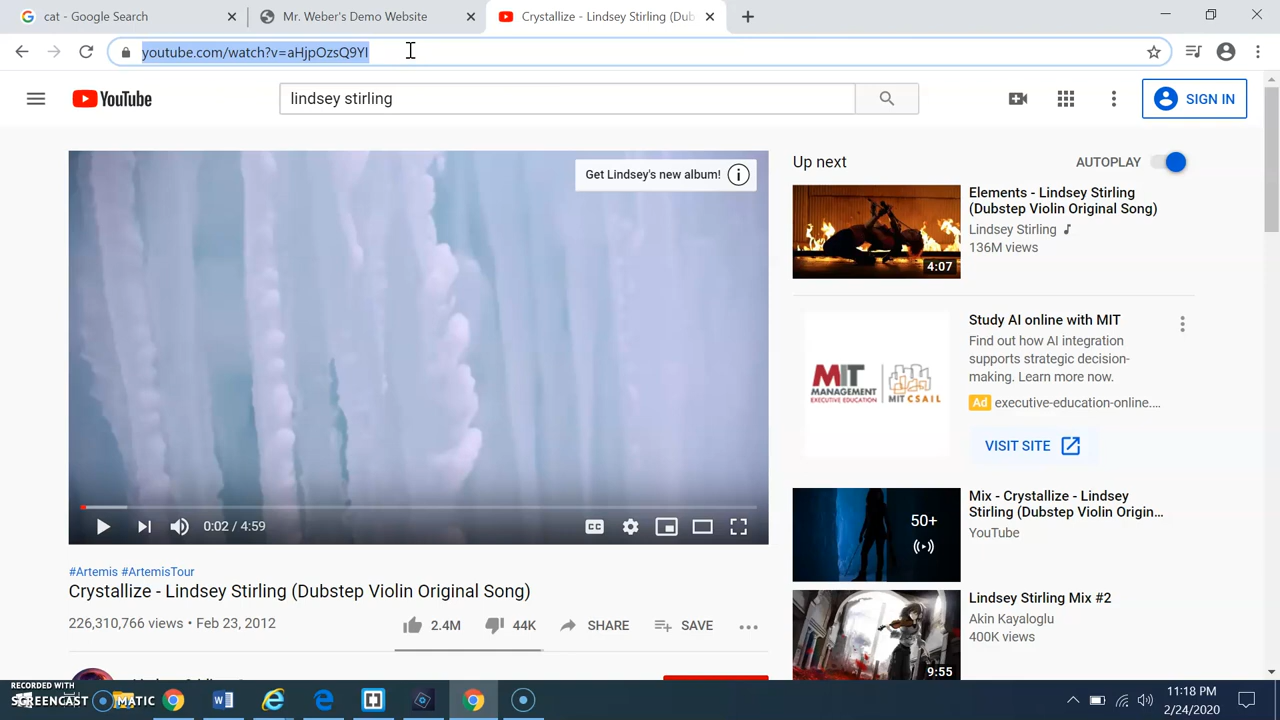 cat - Google Search
Mr. Weber's Demo Website
Crystallize - Lindsey Stirling (Dub
youtube.com/watch?v=aHjpOzsQ9YI
YouTube
lindsey stirling
SIGN IN
Get Lindsey's new album!
0:02 / 4:59
CC
#Artemis #ArtemisTour
Crystallize - Lindsey Stirling (Dubstep Violin Original Song)
226,310,766 views • Feb 23, 2012
2.4M
44K
SHARE
SAVE
Up next
AUTOPLAY
4:07
Elements - Lindsey Stirling
(Dubstep Violin Original Song)
Lindsey Stirling
136M views
MIT
MANAGEMENT
EXECUTIVE EDUCATION
MIT CSAIL
Study AI online with MIT
Find out how AI integration
supports strategic decision-
making. Learn more now.
Ad executive-education-online....
VISIT SITE
50+
Mix - Crystallize - Lindsey
Stirling (Dubstep Violin Origin...
YouTube
9:55
Lindsey Stirling Mix #2
Akin Kayaloglu
400K views
RECORDED WITH
SCREENCAST MATIC
11:18 PM
2/24/2020